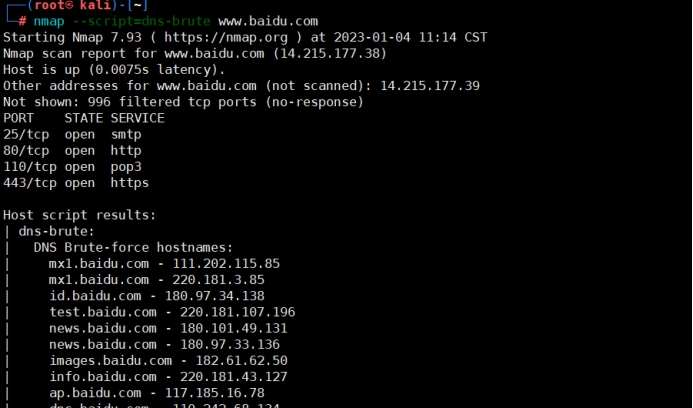 ┌──(root㉿ kali)-[~]
└─# nmap --script=dns-brute www.baidu.com
Starting Nmap 7.93 ( https://nmap.org ) at 2023-01-04 11:14 CST
Nmap scan report for www.baidu.com (14.215.177.38)
Host is up (0.0075s latency).
Other addresses for www.baidu.com (not scanned): 14.215.177.39
Not shown: 996 filtered tcp ports (no-response)
PORT    STATE SERVICE
25/tcp  open  smtp
80/tcp  open  http
110/tcp open  pop3
443/tcp open  https
Host script results:
| dns-brute:
|   DNS Brute-force hostnames:
|     mx1.baidu.com - 111.202.115.85
|     mx1.baidu.com - 220.181.3.85
|     id.baidu.com - 180.97.34.138
|     test.baidu.com - 220.181.107.196
|     news.baidu.com - 180.101.49.131
|     news.baidu.com - 180.97.33.136
|     images.baidu.com - 182.61.62.50
|     info.baidu.com - 220.181.43.127
|     ap.baidu.com - 117.185.16.78
|     dns.baidu.com - 110.242.68.134